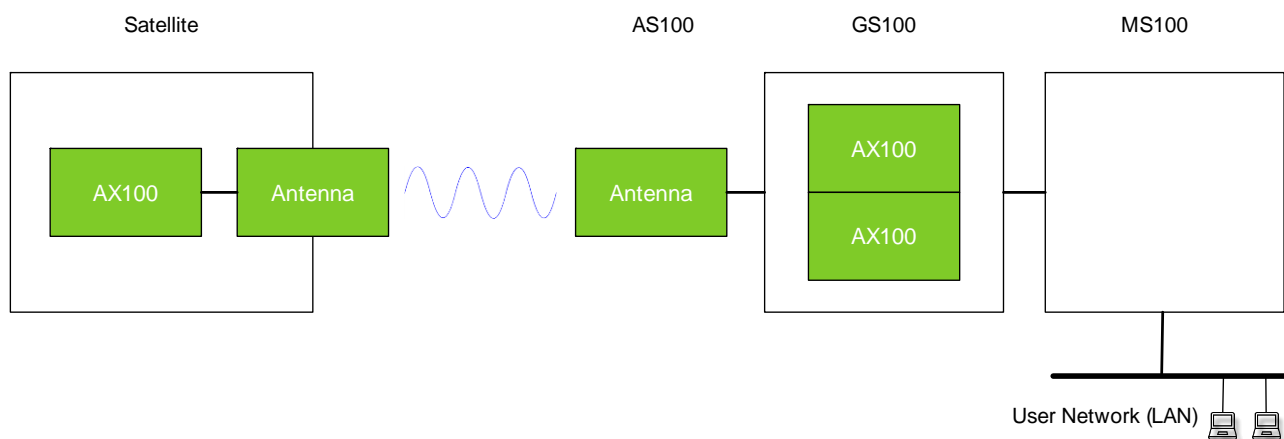 Satellite
AS100
GS100
MS100
AX100
Antenna
Antenna
AX100
AX100
User Network (LAN)